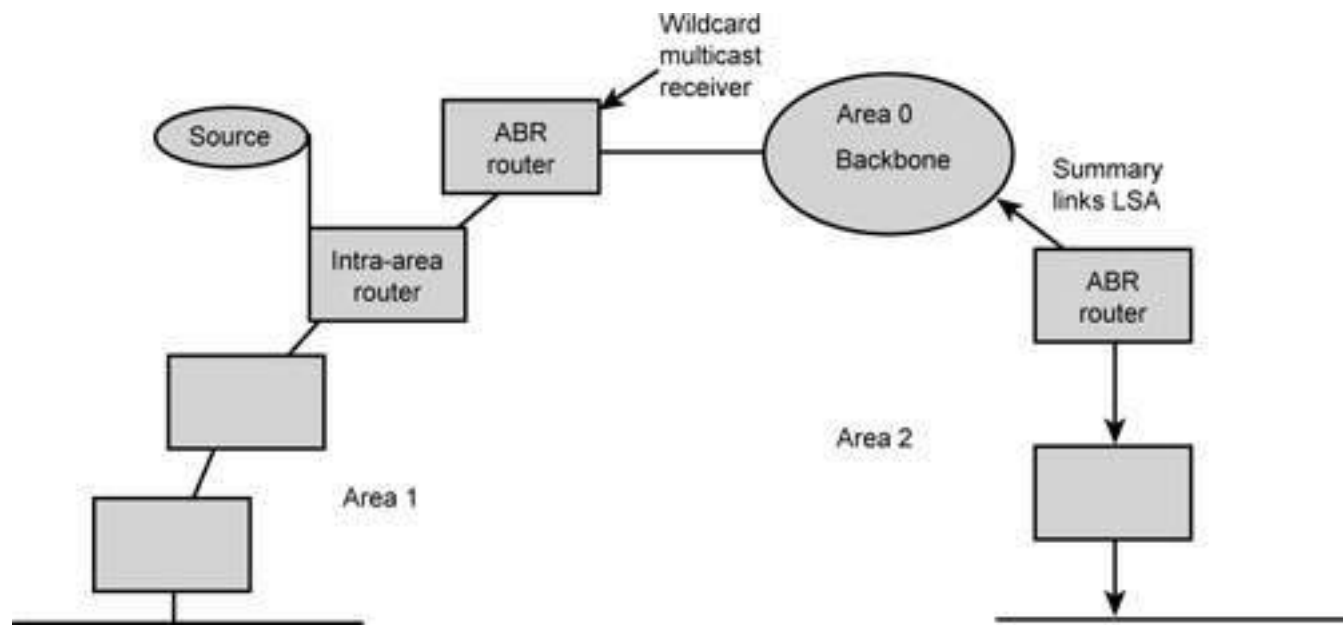 Wildcard
multicast
receiver
Source
ABR
router
Area 0
Backbone
Summary
links LSA
Intra-area
router
ABR
router
Area 2
Area 1